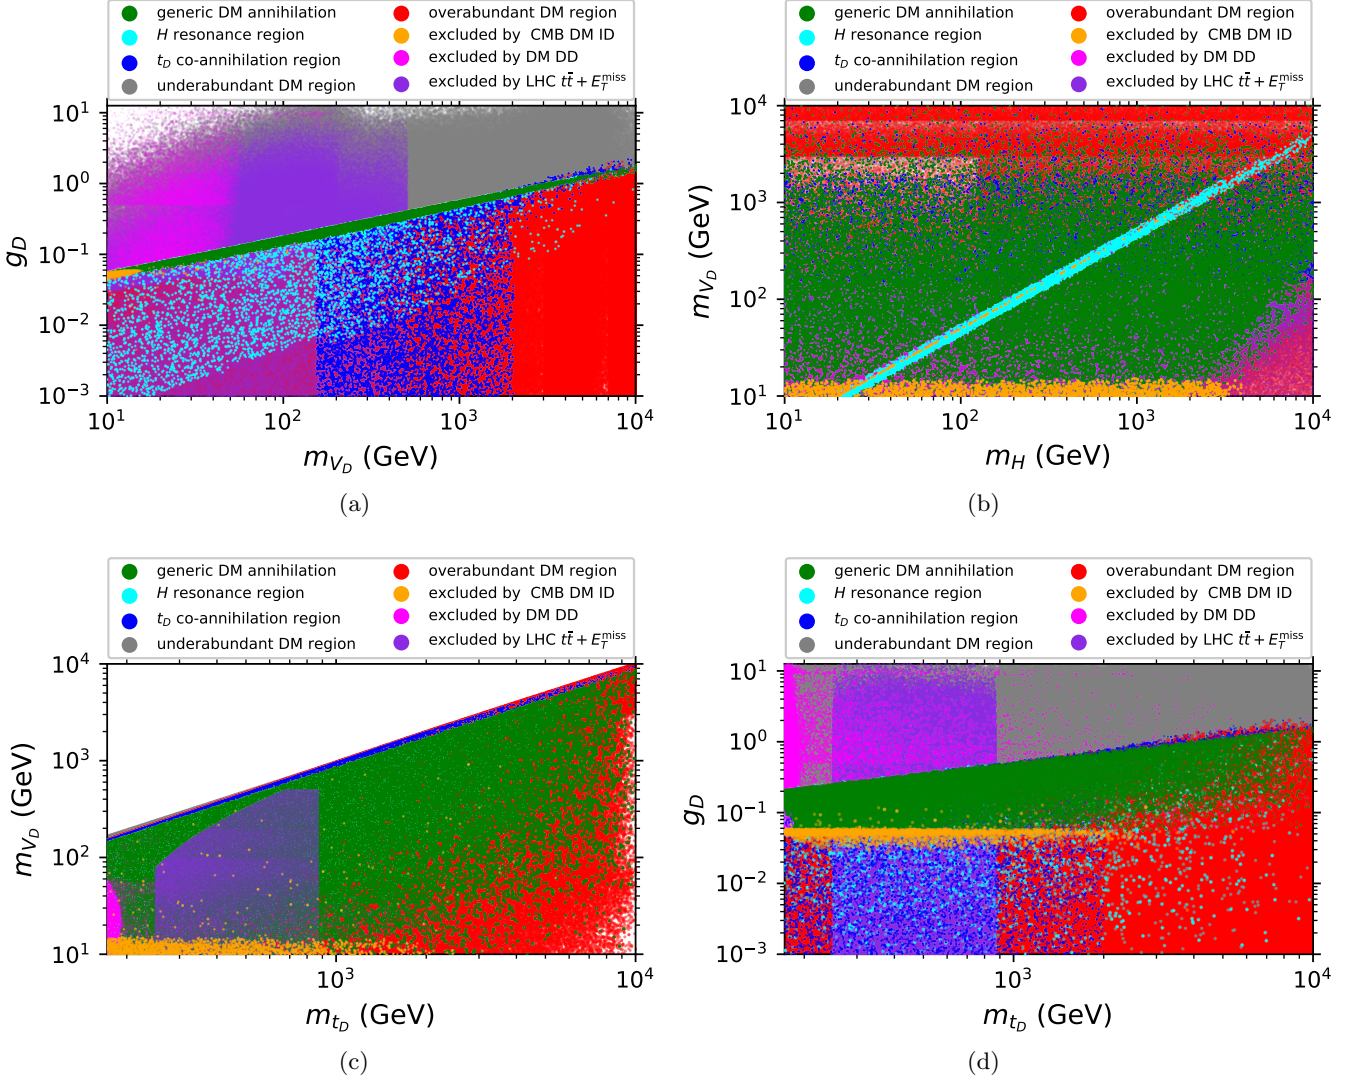 generic DM annihilation overabundant DM region
H resonance region excluded by CMB DM ID
t_D co-annihilation region excluded by DM DD
underabundant DM region excluded by LHC tt̄ + E_T^miss
generic DM annihilation overabundant DM region
H resonance region excluded by CMB DM ID
t_D co-annihilation region excluded by DM DD
underabundant DM region excluded by LHC tt̄ + E_T^miss
10^1
10^0
10^−1
10^−2
10^−3
g_D
10^1 10^2 10^3 10^4
m_{V_D} (GeV)
(a)
10^4
10^3
10^2
10^1
m_{V_D} (GeV)
10^1 10^2 10^3 10^4
m_H (GeV)
(b)
generic DM annihilation overabundant DM region
H resonance region excluded by CMB DM ID
t_D co-annihilation region excluded by DM DD
underabundant DM region excluded by LHC tt̄ + E_T^miss
generic DM annihilation overabundant DM region
H resonance region excluded by CMB DM ID
t_D co-annihilation region excluded by DM DD
underabundant DM region excluded by LHC tt̄ + E_T^miss
10^4
10^3
10^2
10^1
m_{V_D} (GeV)
10^3 10^4
m_{t_D} (GeV)
(c)
10^1
10^0
10^−1
10^−2
10^−3
g_D
10^3 10^4
m_{t_D} (GeV)
(d)